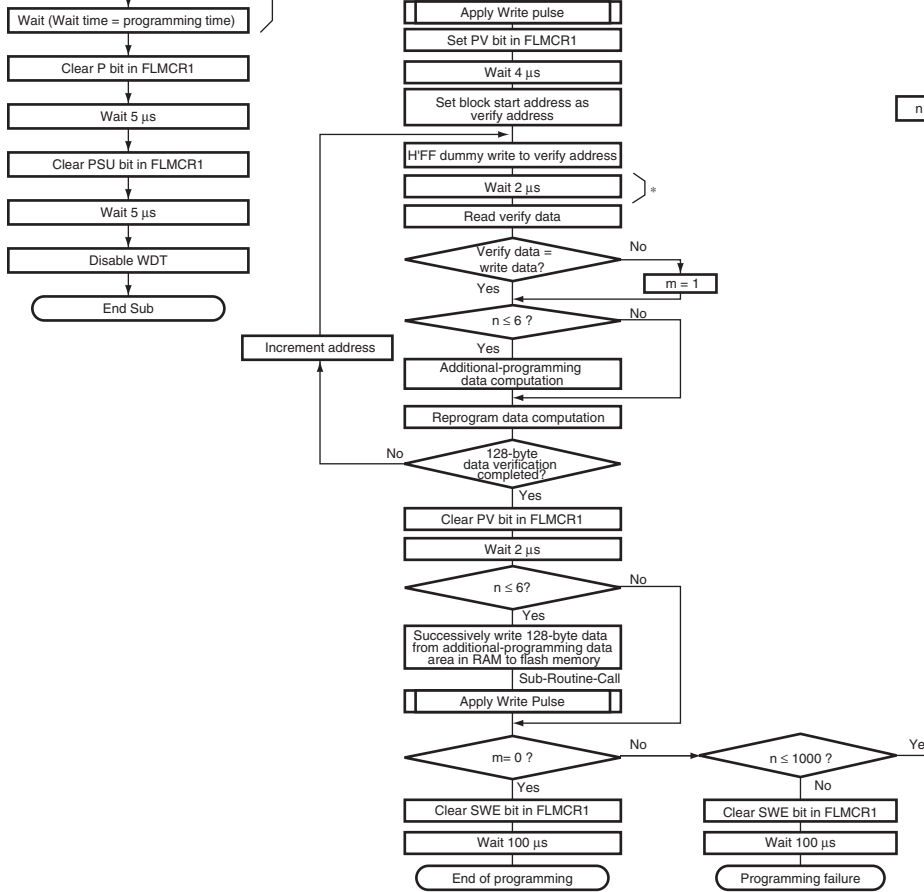 Wait (Wait time = programming time)
Clear P bit in FLMCR1
Wait 5 μs
Clear PSU bit in FLMCR1
Wait 5 μs
Disable WDT
End Sub
Apply Write pulse
Set PV bit in FLMCR1
Wait 4 μs
Set block start address as
verify address
n
H'FF dummy write to verify address
Wait 2 μs
*
Read verify data
Verify data =
write data?
No
m = 1
Yes
n ≤ 6 ?
No
Increment address
Yes
Additional-programming
data computation
Reprogram data computation
No
128-byte
data verification
completed?
Yes
Clear PV bit in FLMCR1
Wait 2 μs
n ≤ 6?
No
Yes
Successively write 128-byte data
from additional-programming data
area in RAM to flash memory
Sub-Routine-Call
Apply Write Pulse
m= 0 ?
No
n ≤ 1000 ?
Ye
Yes
No
Clear SWE bit in FLMCR1
Clear SWE bit in FLMCR1
Wait 100 μs
Wait 100 μs
End of programming
Programming failure